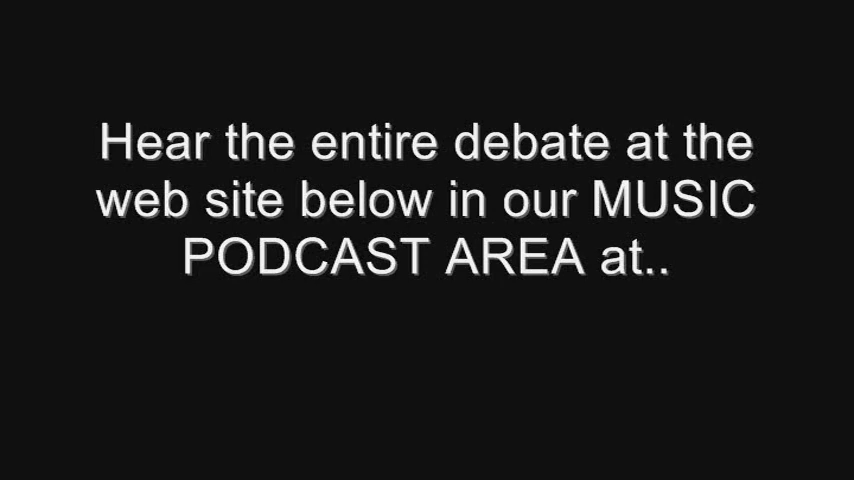 Hear the entire debate at the
web site below in our MUSIC
PODCAST AREA at..